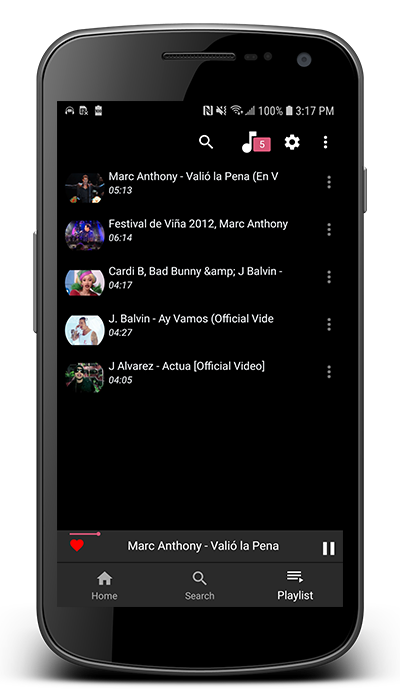 100% 3:17 PM
5
Marc Anthony - Valió la Pena (En V
05:13
Festival de Viña 2012, Marc Anthony
06:14
Cardi B, Bad Bunny &amp; J Balvin -
04:17
J. Balvin - Ay Vamos (Official Vide
04:27
J Alvarez - Actua [Official Video]
04:05
Marc Anthony - Valió la Pena
Home Search Playlist